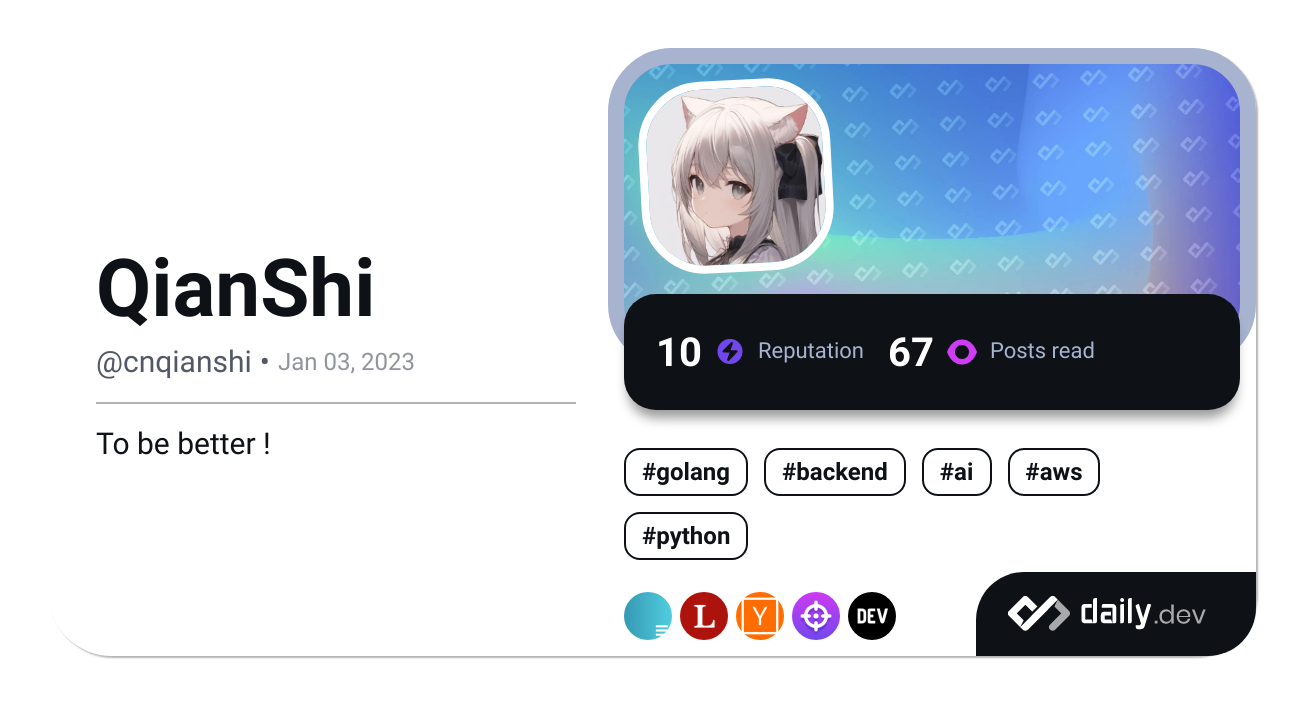 QianShi
@cnqianshi • Jan 03, 2023
To be better !
10 Reputation 67 Posts read
#golang #backend #ai #aws
#python
L Y DEV
daily.dev